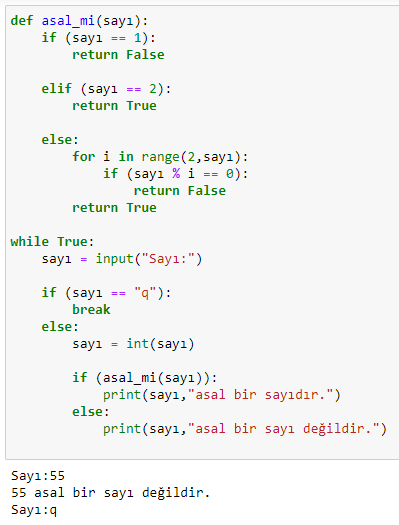 def asal_mi(sayı):
    if (sayı == 1):
        return False

    elif (sayı == 2):
        return True

    else:
        for i in range(2,sayı):
            if (sayı % i == 0):
                return False
        return True

while True:
    sayı = input("Sayı:")

    if (sayı == "q"):
        break
    else:
        sayı = int(sayı)

        if (asal_mi(sayı)):
            print(sayı,"asal bir sayıdır.")
        else:
            print(sayı,"asal bir sayı değildir.")

Sayı:55
55 asal bir sayı değildir.
Sayı:q